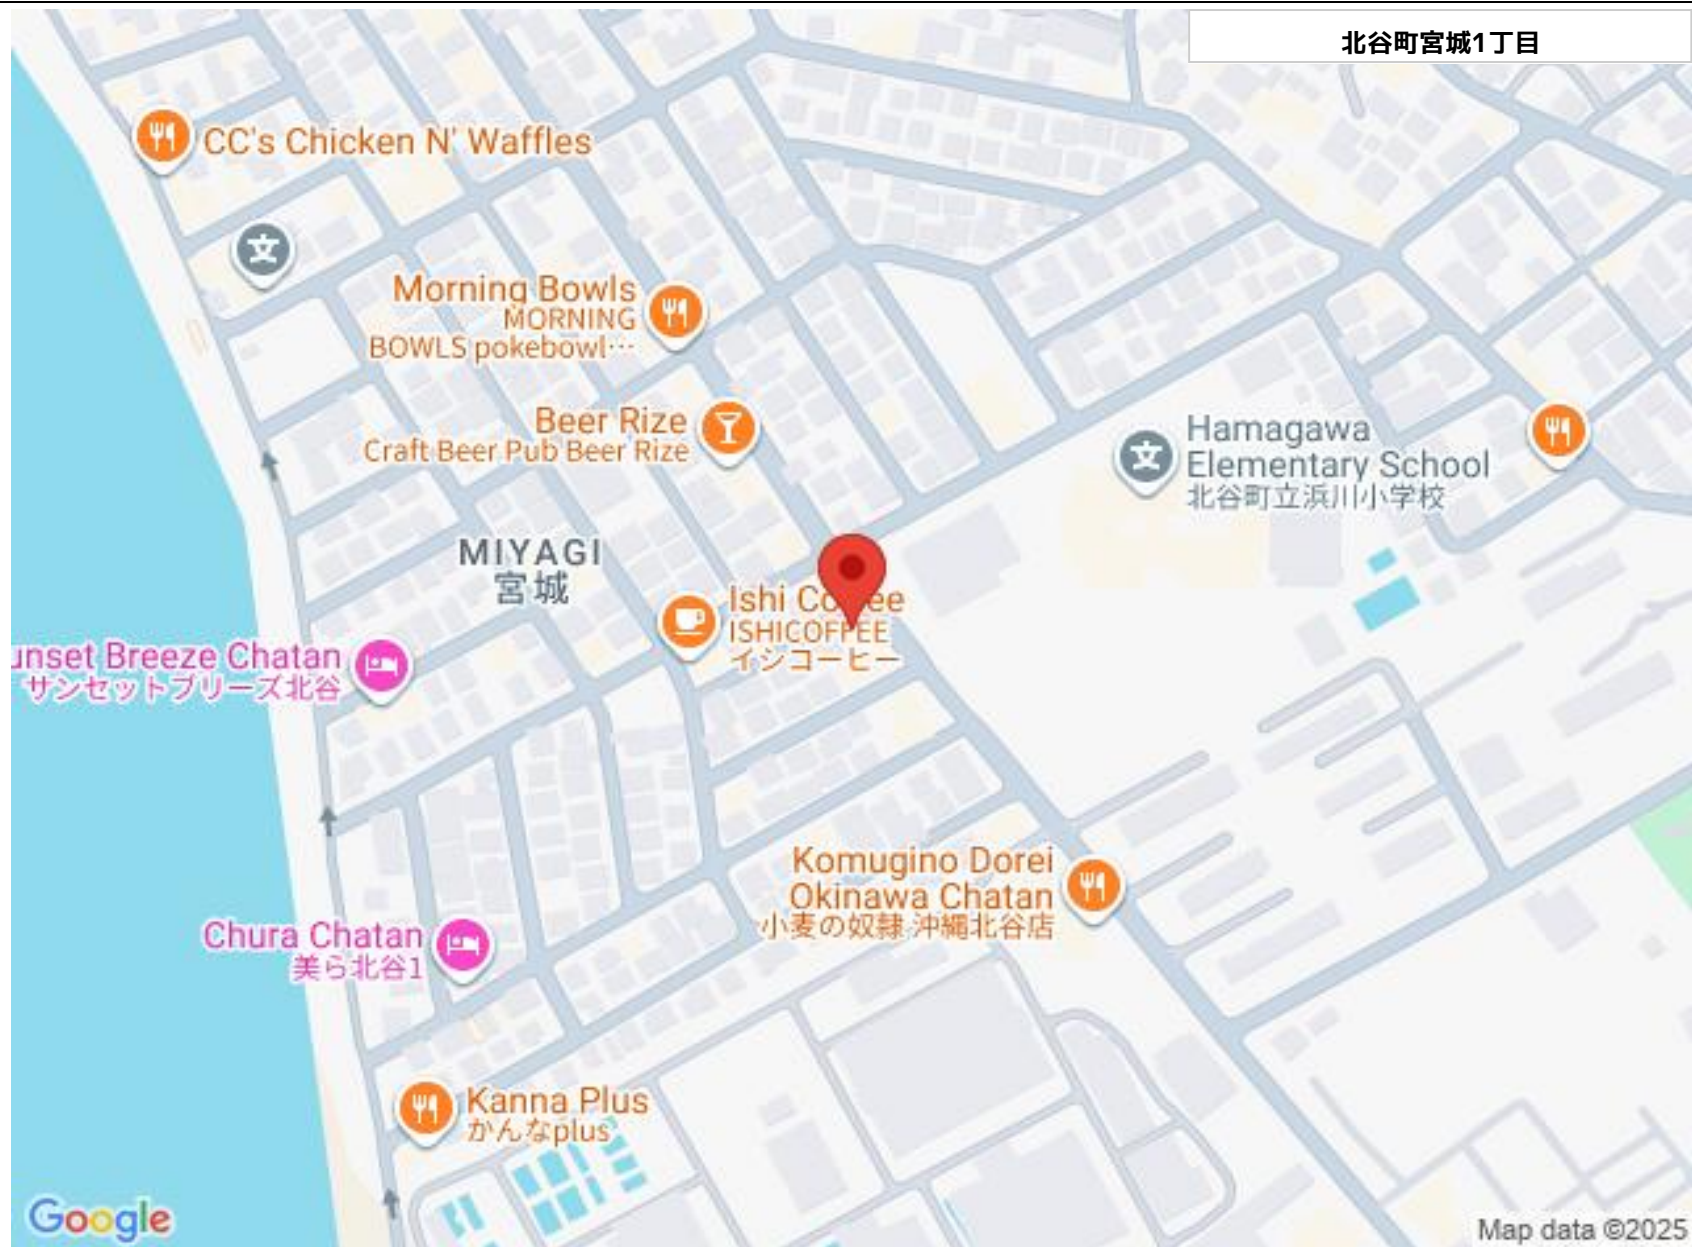 北谷町宮城1丁目
CC's Chicken N' Waffles
文
Morning Bowls
MORNING
BOWLS pokebowl…
Beer Rize
Craft Beer Pub Beer Rize
Hamagawa
Elementary School
北谷町立浜川小学校
文
MIYAGI
宮城
Ishi Coffee
ISHICOFFEE
イシコーヒー
unset Breeze Chatan
サンセットブリーズ北谷
Komugino Dorei
Okinawa Chatan
小麦の奴隷 沖縄北谷店
Chura Chatan
美ら北谷1
Kanna Plus
かんなplus
Google
Map data ©2025